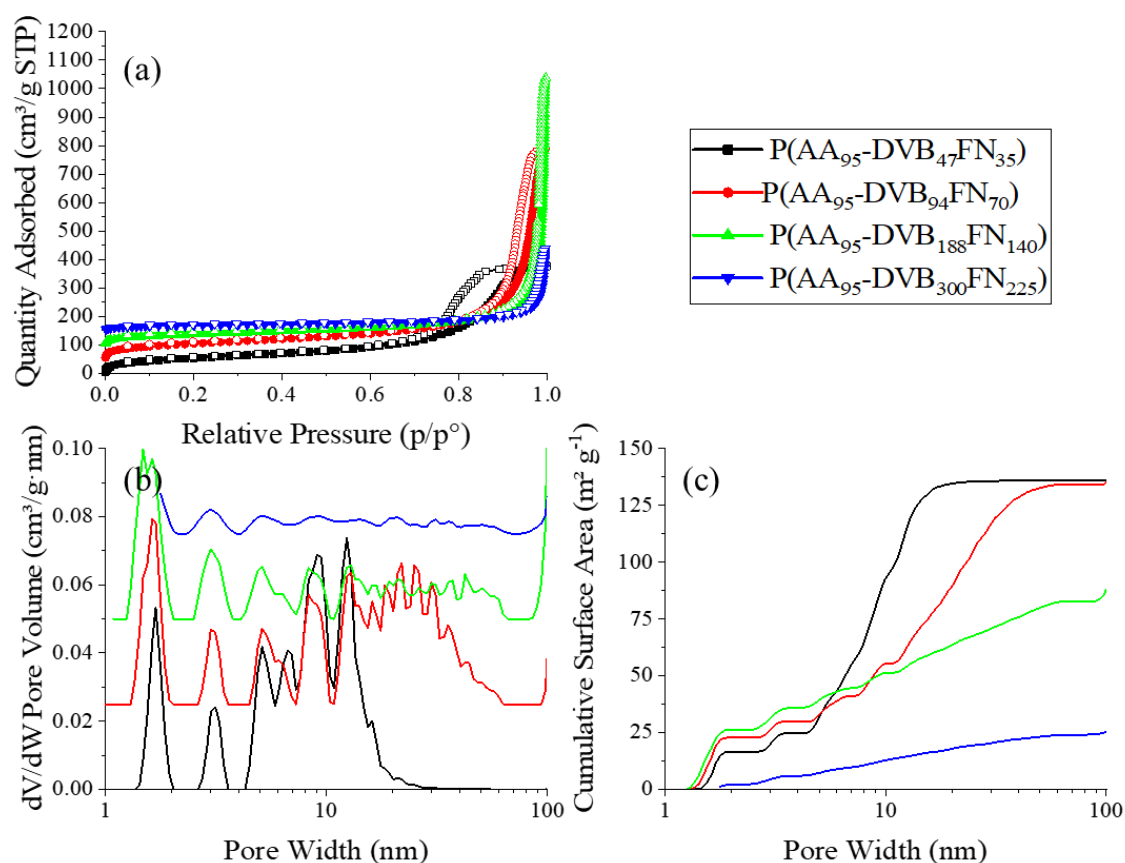 1200
1100
1000
900
800
700
600
500
400
300
200
100
0
Quantity Adsorbed (cm³/g STP)
(a)
0.0 0.2 0.4 0.6 0.8 1.0
Relative Pressure (p/p°)
P(AA₉₅-DVB₄₇FN₃₅)
P(AA₉₅-DVB₉₄FN₇₀)
P(AA₉₅-DVB₁₈₈FN₁₄₀)
P(AA₉₅-DVB₃₀₀FN₂₂₅)
0.10
0.08
0.06
0.04
0.02
0.00
dV/dW Pore Volume (cm³/g·nm)
(b)
1 10 100
Pore Width (nm)
150
125
100
75
50
25
0
Cumulative Surface Area (m² g⁻¹)
(c)
1 10 100
Pore Width (nm)